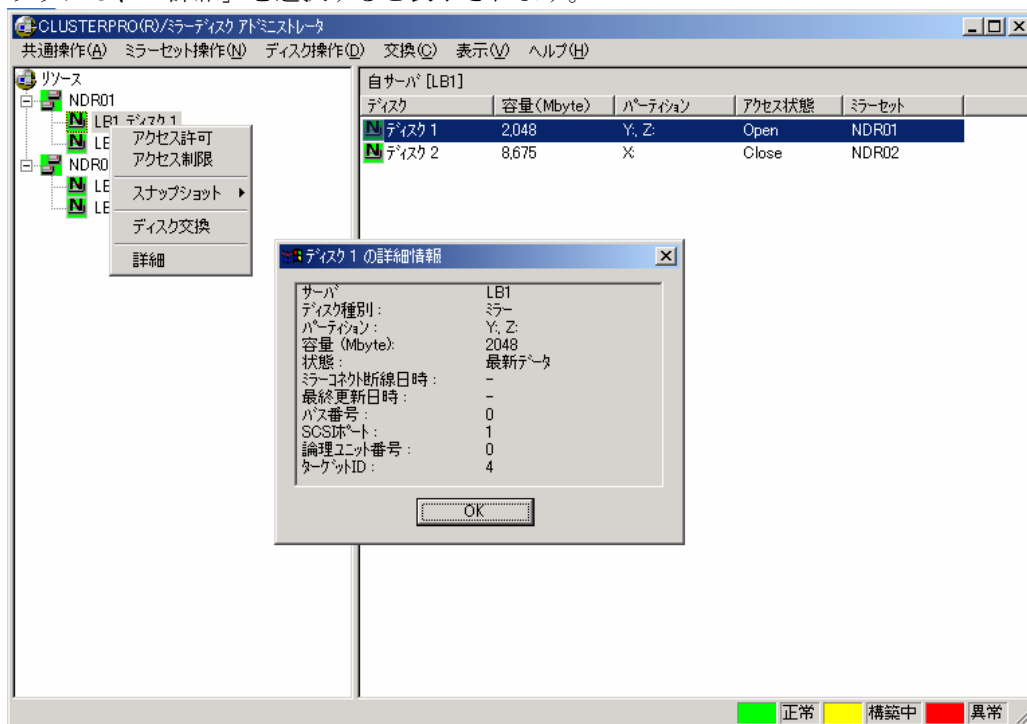 CLUSTERPRO(R)/ミラーディスク アドミニストレータ
共通操作(A) ミラーセット操作(N) ディスク操作(D) 交換(C) 表示(V) ヘルプ(H)
リソース
NDR01
LB1 ディスク 1
LE
NDR0
LE
LE
アクセス許可
アクセス制限
スナップショット
ディスク交換
詳細
自サーバ [LB1]
ディスク 容量(Mbyte) パーティション アクセス状態 ミラーセット
ディスク 1 2,048 Y:, Z: Open NDR01
ディスク 2 8,675 X: Close NDR02
ディスク 1 の詳細情報
サーバ LB1
ディスク種別 : ミラー
パーティション : Y:, Z:
容量 (Mbyte): 2048
状態 : 最新データ
ミラーコネクト断線日時 : -
最終更新日時 : -
バス番号 : 0
SCSIポート : 1
論理ユニット番号 : 0
ターゲットID : 4
OK
正常 構築中 異常